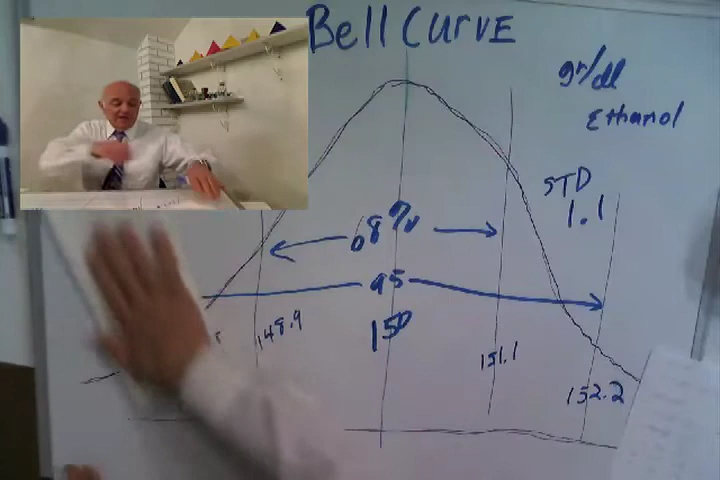 Bell Curve
gr/dl
Ethanol
STD
1.1
68%
95
148.9
150
151.1
152.2